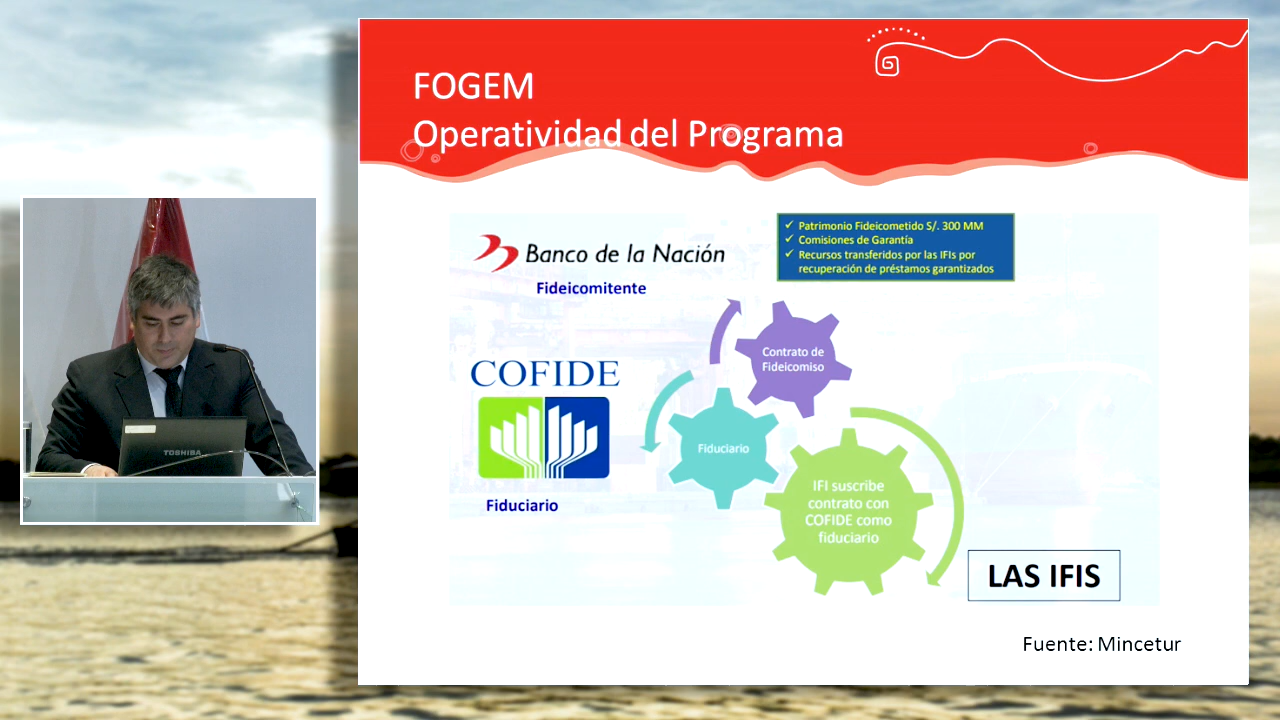 FOGEM
Operatividad del Programa
Banco de la Nación
Fideicomitente
✓ Patrimonio Fideicometido S/. 300 MM
✓ Comisiones de Garantía
✓ Recursos transferidos por las IFIs por
recuperación de préstamos garantizados
Contrato de
Fideicomiso
COFIDE
Fiduciario
Fiduciario
IFI suscribe
contrato con
COFIDE como
fiduciario
LAS IFIS
Fuente: Mincetur
TOSHIBA